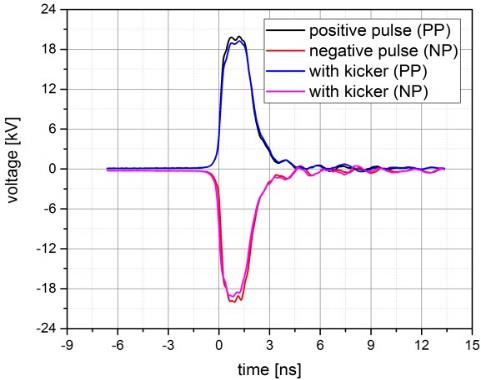 positive pulse (PP)
negative pulse (NP)
with kicker (PP)
with kicker (NP)
voltage [kV]
24
18
12
6
0
-6
-12
-18
-24
-9 -6 -3 0 3 6 9 12 15
time [ns]